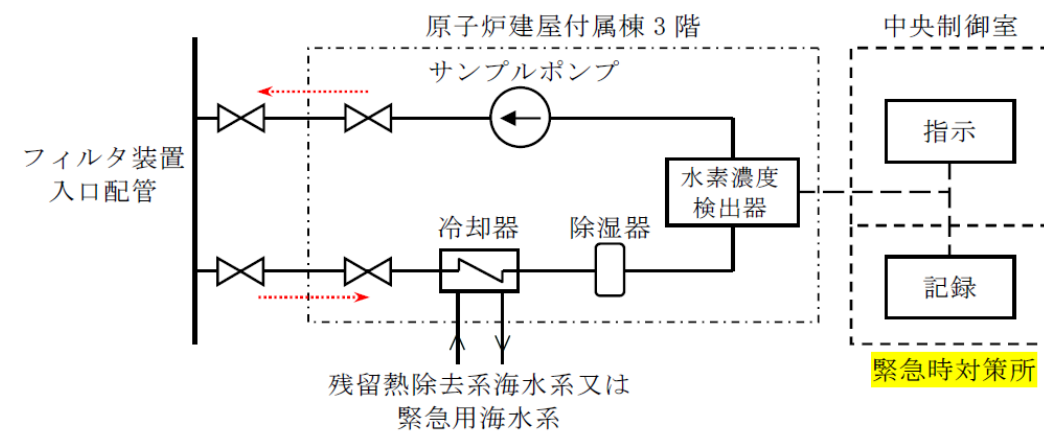 原子炉建屋付属棟3階
中央制御室
サンプルポンプ
指示
フィルタ装置
入口配管
水素濃度
検出器
冷却器
除湿器
記録
緊急時対策所
残留熱除去系海水系又は
緊急用海水系